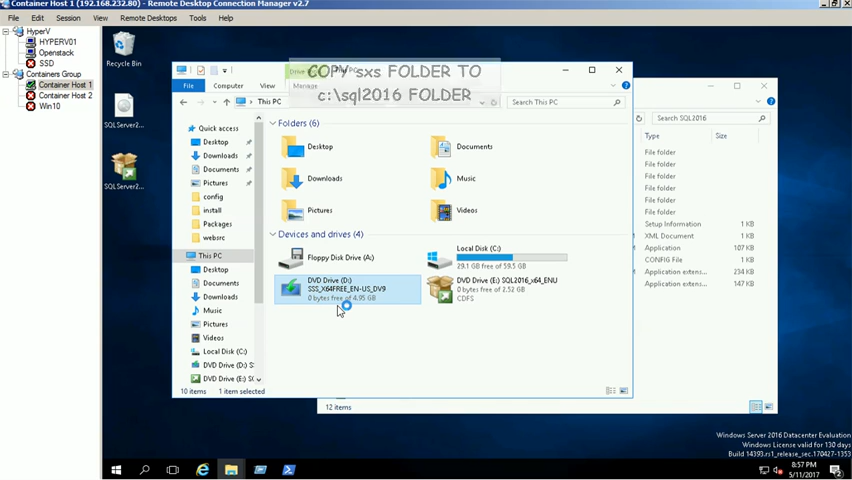 Container Host 1 (192.168.232.80) - Remote Desktop Connection Manager v2.7
File Session View Remote Desktops Tools Help
HyperV
HYPERV01
Openstack
SSD
Containers Group
Container Host 1
Container Host 2
Win10
Recycle Bin
SQLServer2...
SQLServer2...
This PC
COPY sxs FOLDER TO
c:\sql2016 FOLDER
File Computer View Manage
This PC
Search This PC
Search SQL2016
Quick access
Desktop
Downloads
Documents
Pictures
config
install
Packages
websrc
This PC
Desktop
Documents
Downloads
Music
Pictures
Videos
Local Disk (C:)
DVD Drive (D:) SS
DVD Drive (E:) SC
Folders (6)
Desktop
Documents
Downloads
Music
Pictures
Videos
Devices and drives (4)
Floppy Disk Drive (A:)
Local Disk (C:)
29.1 GB free of 59.5 GB
DVD Drive (D:)
SSS_X64FREE_EN-US_DV9
0 bytes free of 4.95 GB
DVD Drive (E:) SQL2016_x64_ENU
0 bytes free of 2.52 GB
CDFS
10 items 1 item selected
Type Size
File folder
File folder
File folder
File folder
File folder
Setup Information 1 KB
XML Document 1 KB
Application 107 KB
CONFIG File 1 KB
Application extens... 234 KB
Application extens... 147 KB
12 items
Windows Server 2016 Datacenter Evaluation
Windows License valid for 130 days
Build 14393.rs1_release_sec.170427-1353
8:57 PM
5/11/2017